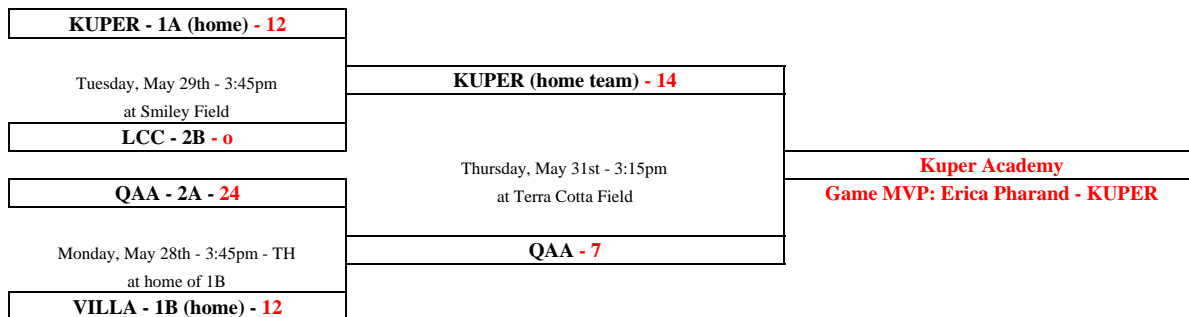 KUPER - 1A (home) - 12
Tuesday, May 29th - 3:45pm
at Smiley Field
LCC - 2B - o
KUPER (home team) - 14
Thursday, May 31st - 3:15pm
at Terra Cotta Field
QAA - 7
QAA - 2A - 24
Monday, May 28th - 3:45pm - TH
at home of 1B
VILLA - 1B (home) - 12
Kuper Academy
Game MVP: Erica Pharand - KUPER